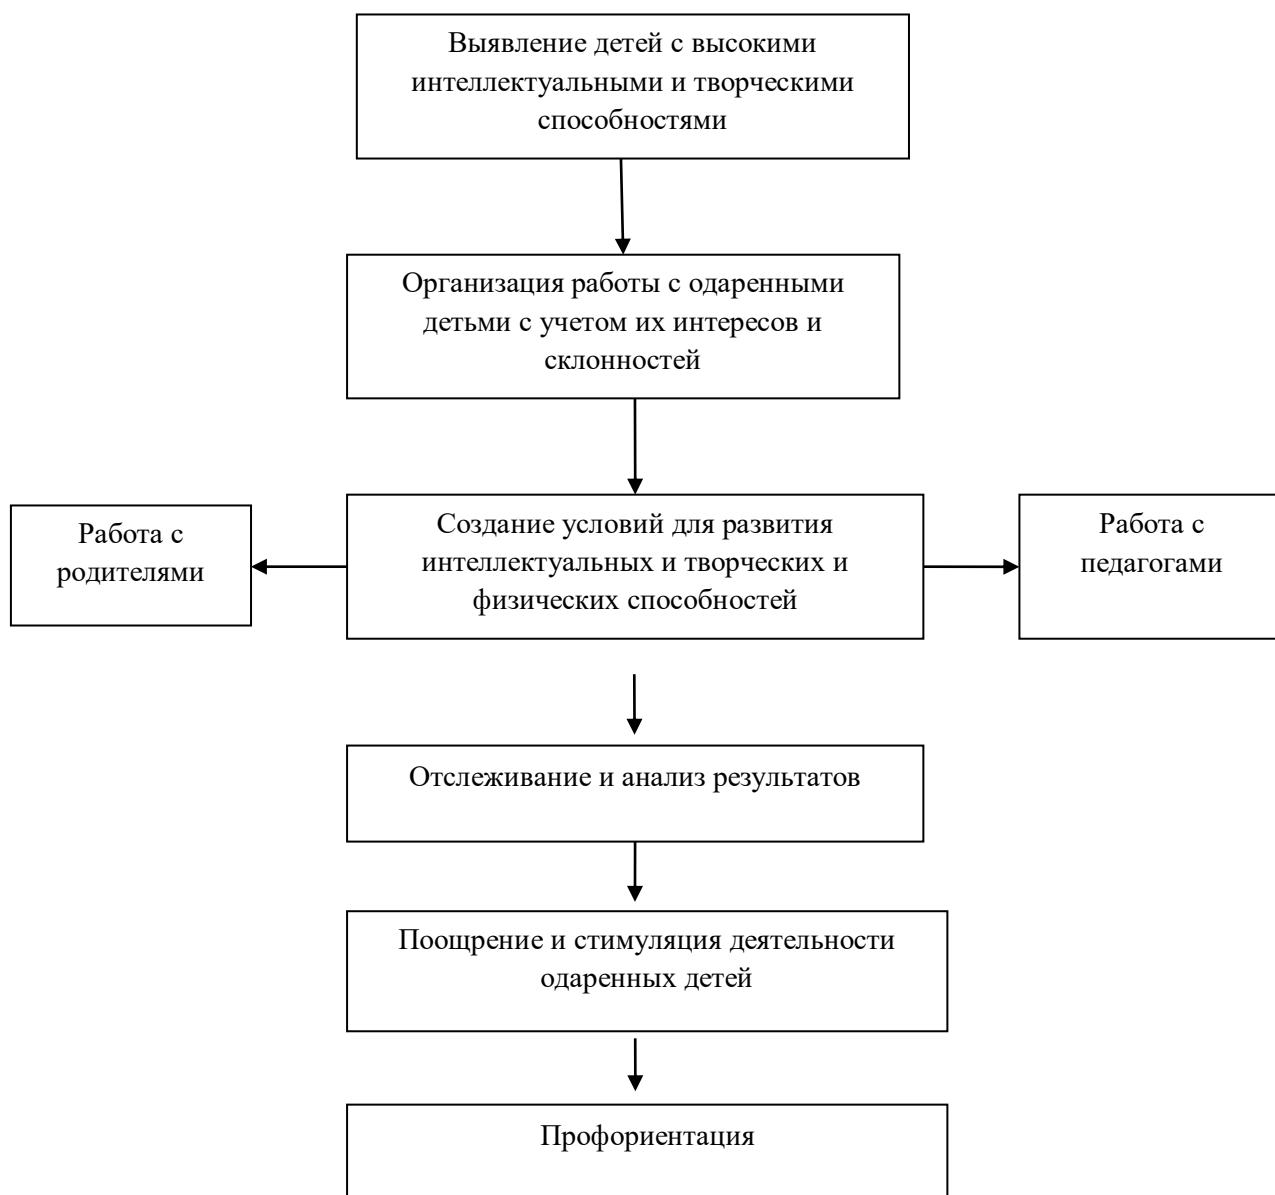 Выявление детей с высокими
интеллектуальными и творческими
способностями
Организация работы с одаренными
детьми с учетом их интересов и
склонностей
Работа с
родителями
Создание условий для развития
интеллектуальных и творческих и
физических способностей
Работа с
педагогами
Отслеживание и анализ результатов
Поощрение и стимуляция деятельности
одаренных детей
Профориентация